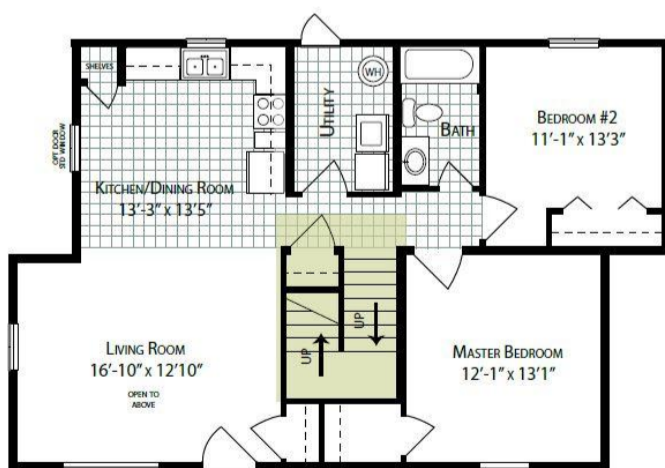 SHELVES
WH
UTILITY
BATH
BEDROOM #2
11'-1" x 13'3"
OPT DOOR
STD WINDOW
KITCHEN/DINING ROOM
13'-3" x 13'5"
LIVING ROOM
16'-10" x 12'10"
OPEN TO
ABOVE
UP
UP
MASTER BEDROOM
12'-1" x 13'1"